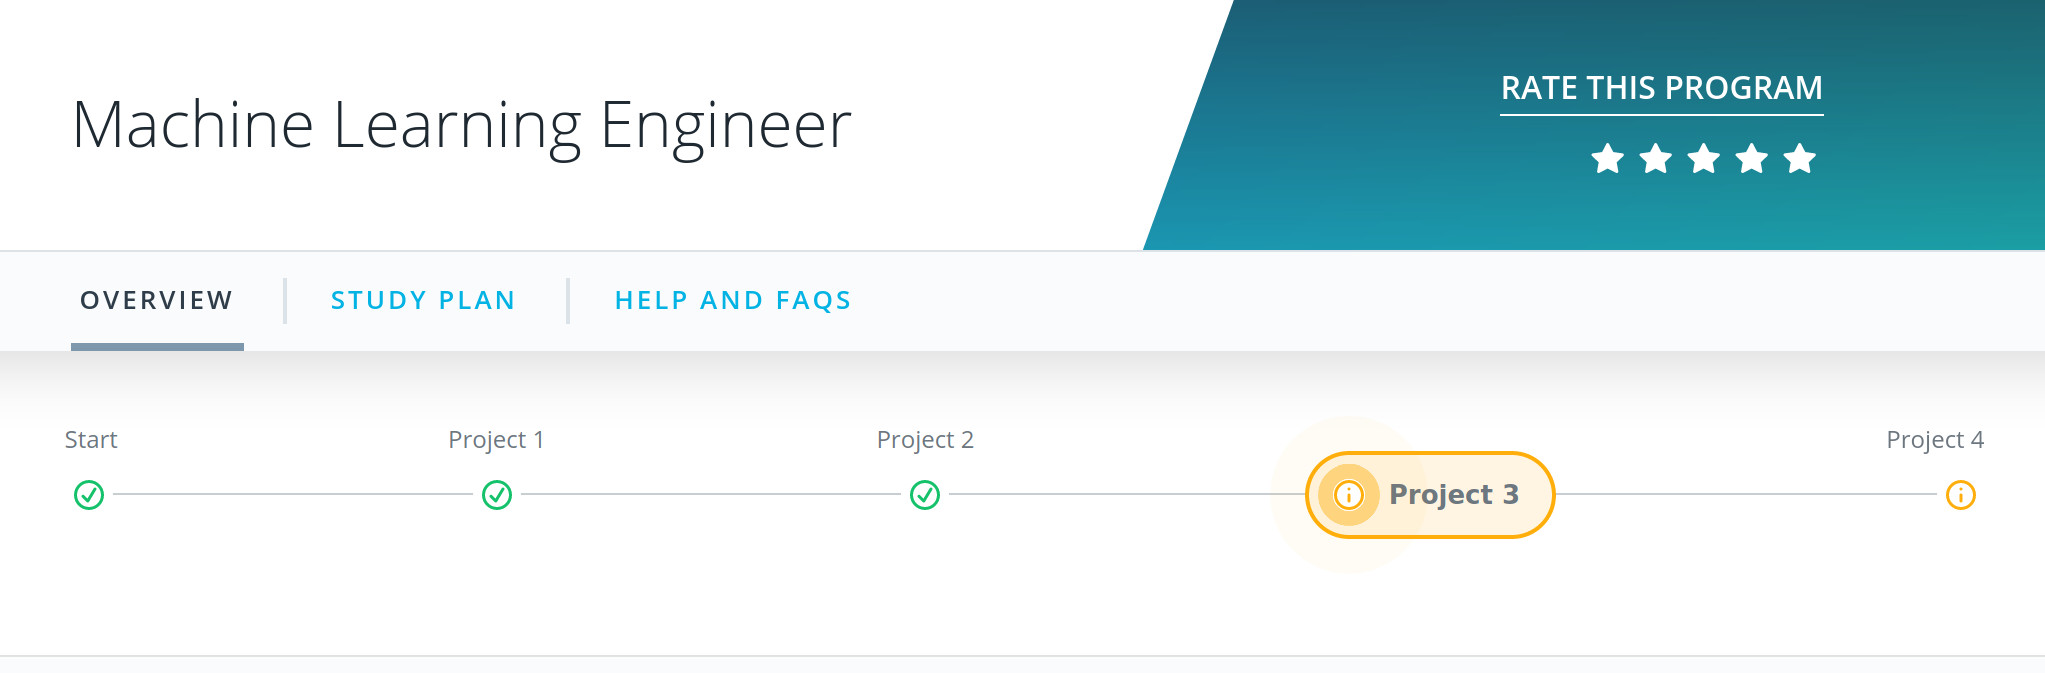 Machine Learning Engineer
RATE THIS PROGRAM
OVERVIEW
STUDY PLAN
HELP AND FAQS
Start
Project 1
Project 2
Project 3
Project 4